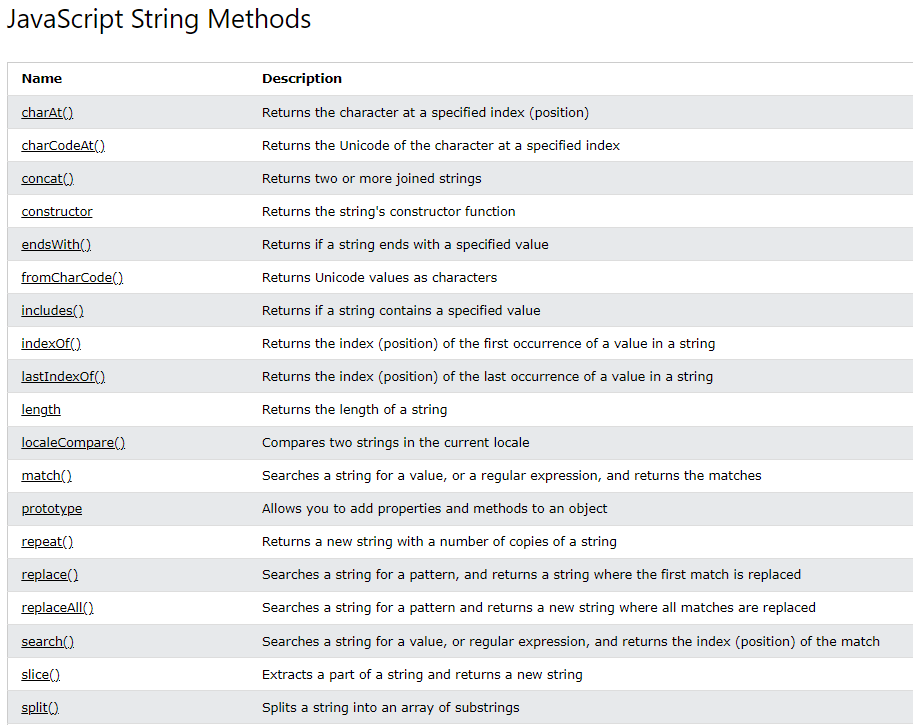 JavaScript String Methods
Name Description
charAt() Returns the character at a specified index (position)
charCodeAt() Returns the Unicode of the character at a specified index
concat() Returns two or more joined strings
constructor Returns the string's constructor function
endsWith() Returns if a string ends with a specified value
fromCharCode() Returns Unicode values as characters
includes() Returns if a string contains a specified value
indexOf() Returns the index (position) of the first occurrence of a value in a string
lastIndexOf() Returns the index (position) of the last occurrence of a value in a string
length Returns the length of a string
localeCompare() Compares two strings in the current locale
match() Searches a string for a value, or a regular expression, and returns the matches
prototype Allows you to add properties and methods to an object
repeat() Returns a new string with a number of copies of a string
replace() Searches a string for a pattern, and returns a string where the first match is replaced
replaceAll() Searches a string for a pattern and returns a new string where all matches are replaced
search() Searches a string for a value, or regular expression, and returns the index (position) of the match
slice() Extracts a part of a string and returns a new string
split() Splits a string into an array of substrings